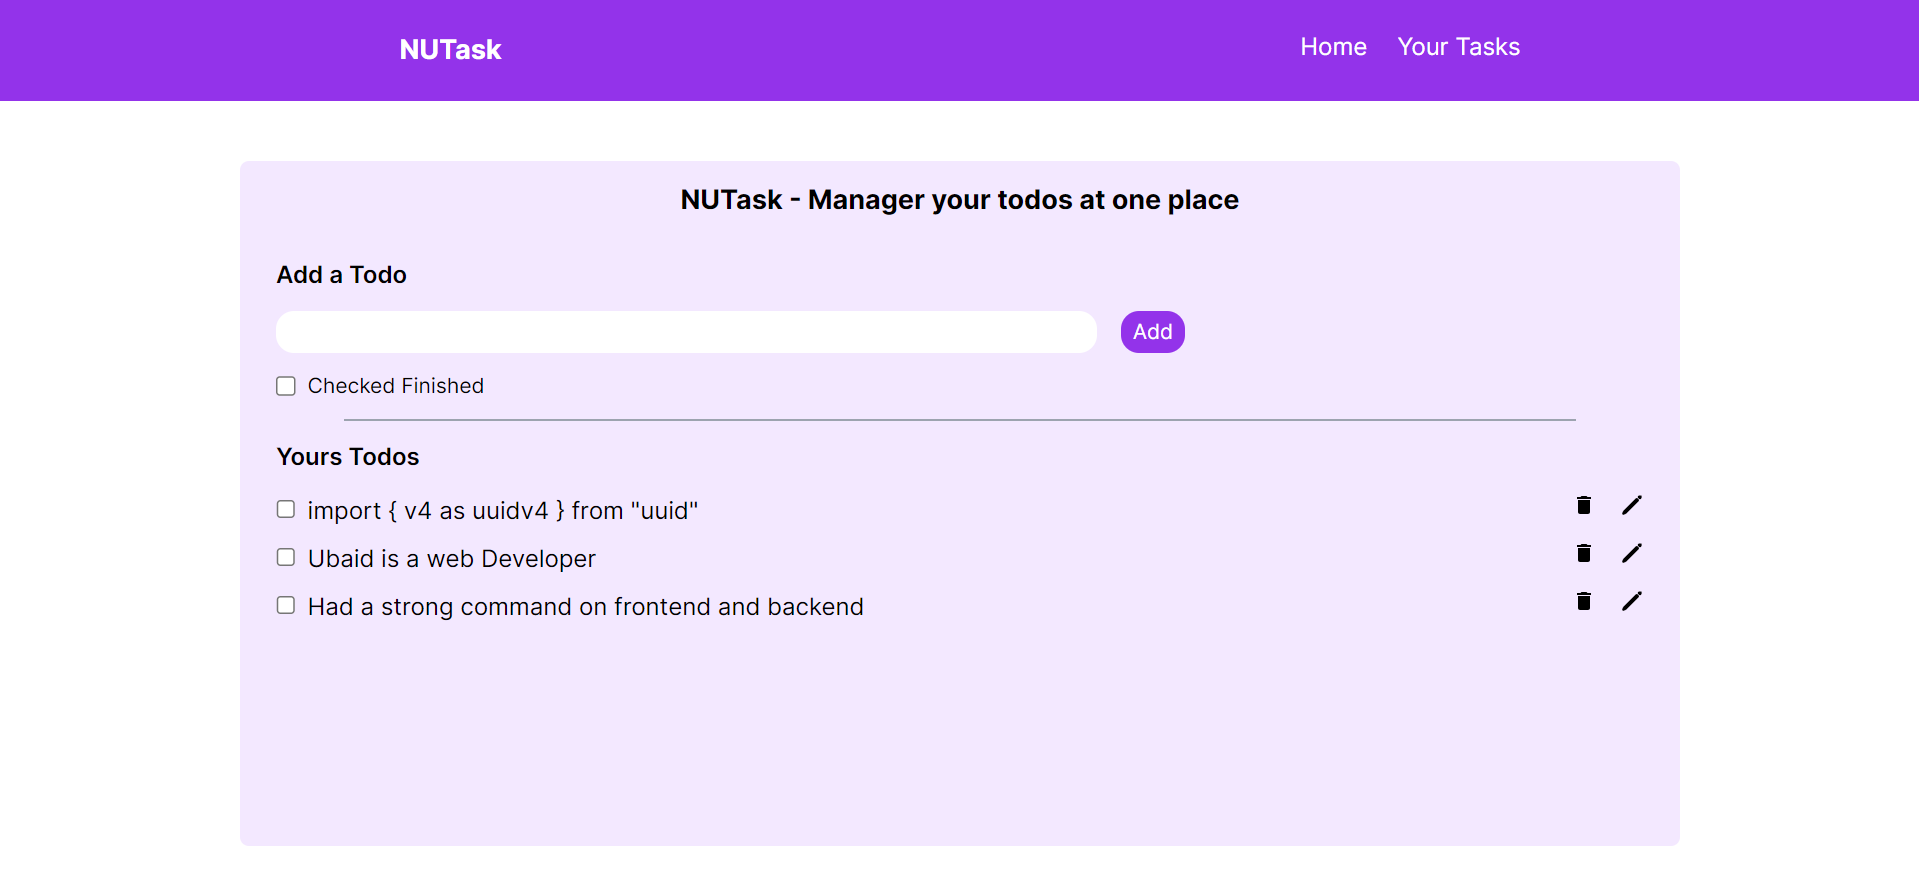 NUTask
Home Your Tasks
NUTask - Manager your todos at one place
Add a Todo
Add
Checked Finished
Yours Todos
import { v4 as uuidv4 } from "uuid"
Ubaid is a web Developer
Had a strong command on frontend and backend